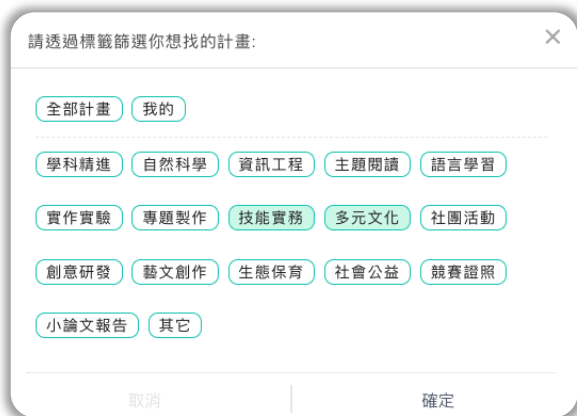 請透過標籤篩選你想找的計畫:
全部計畫 我的
學科精進 自然科學 資訊工程 主題閱讀 語言學習
實作實驗 專題製作 技能實務 多元文化 社團活動
創意研發 藝文創作 生態保育 社會公益 競賽證照
小論文報告 其它
取消 確定